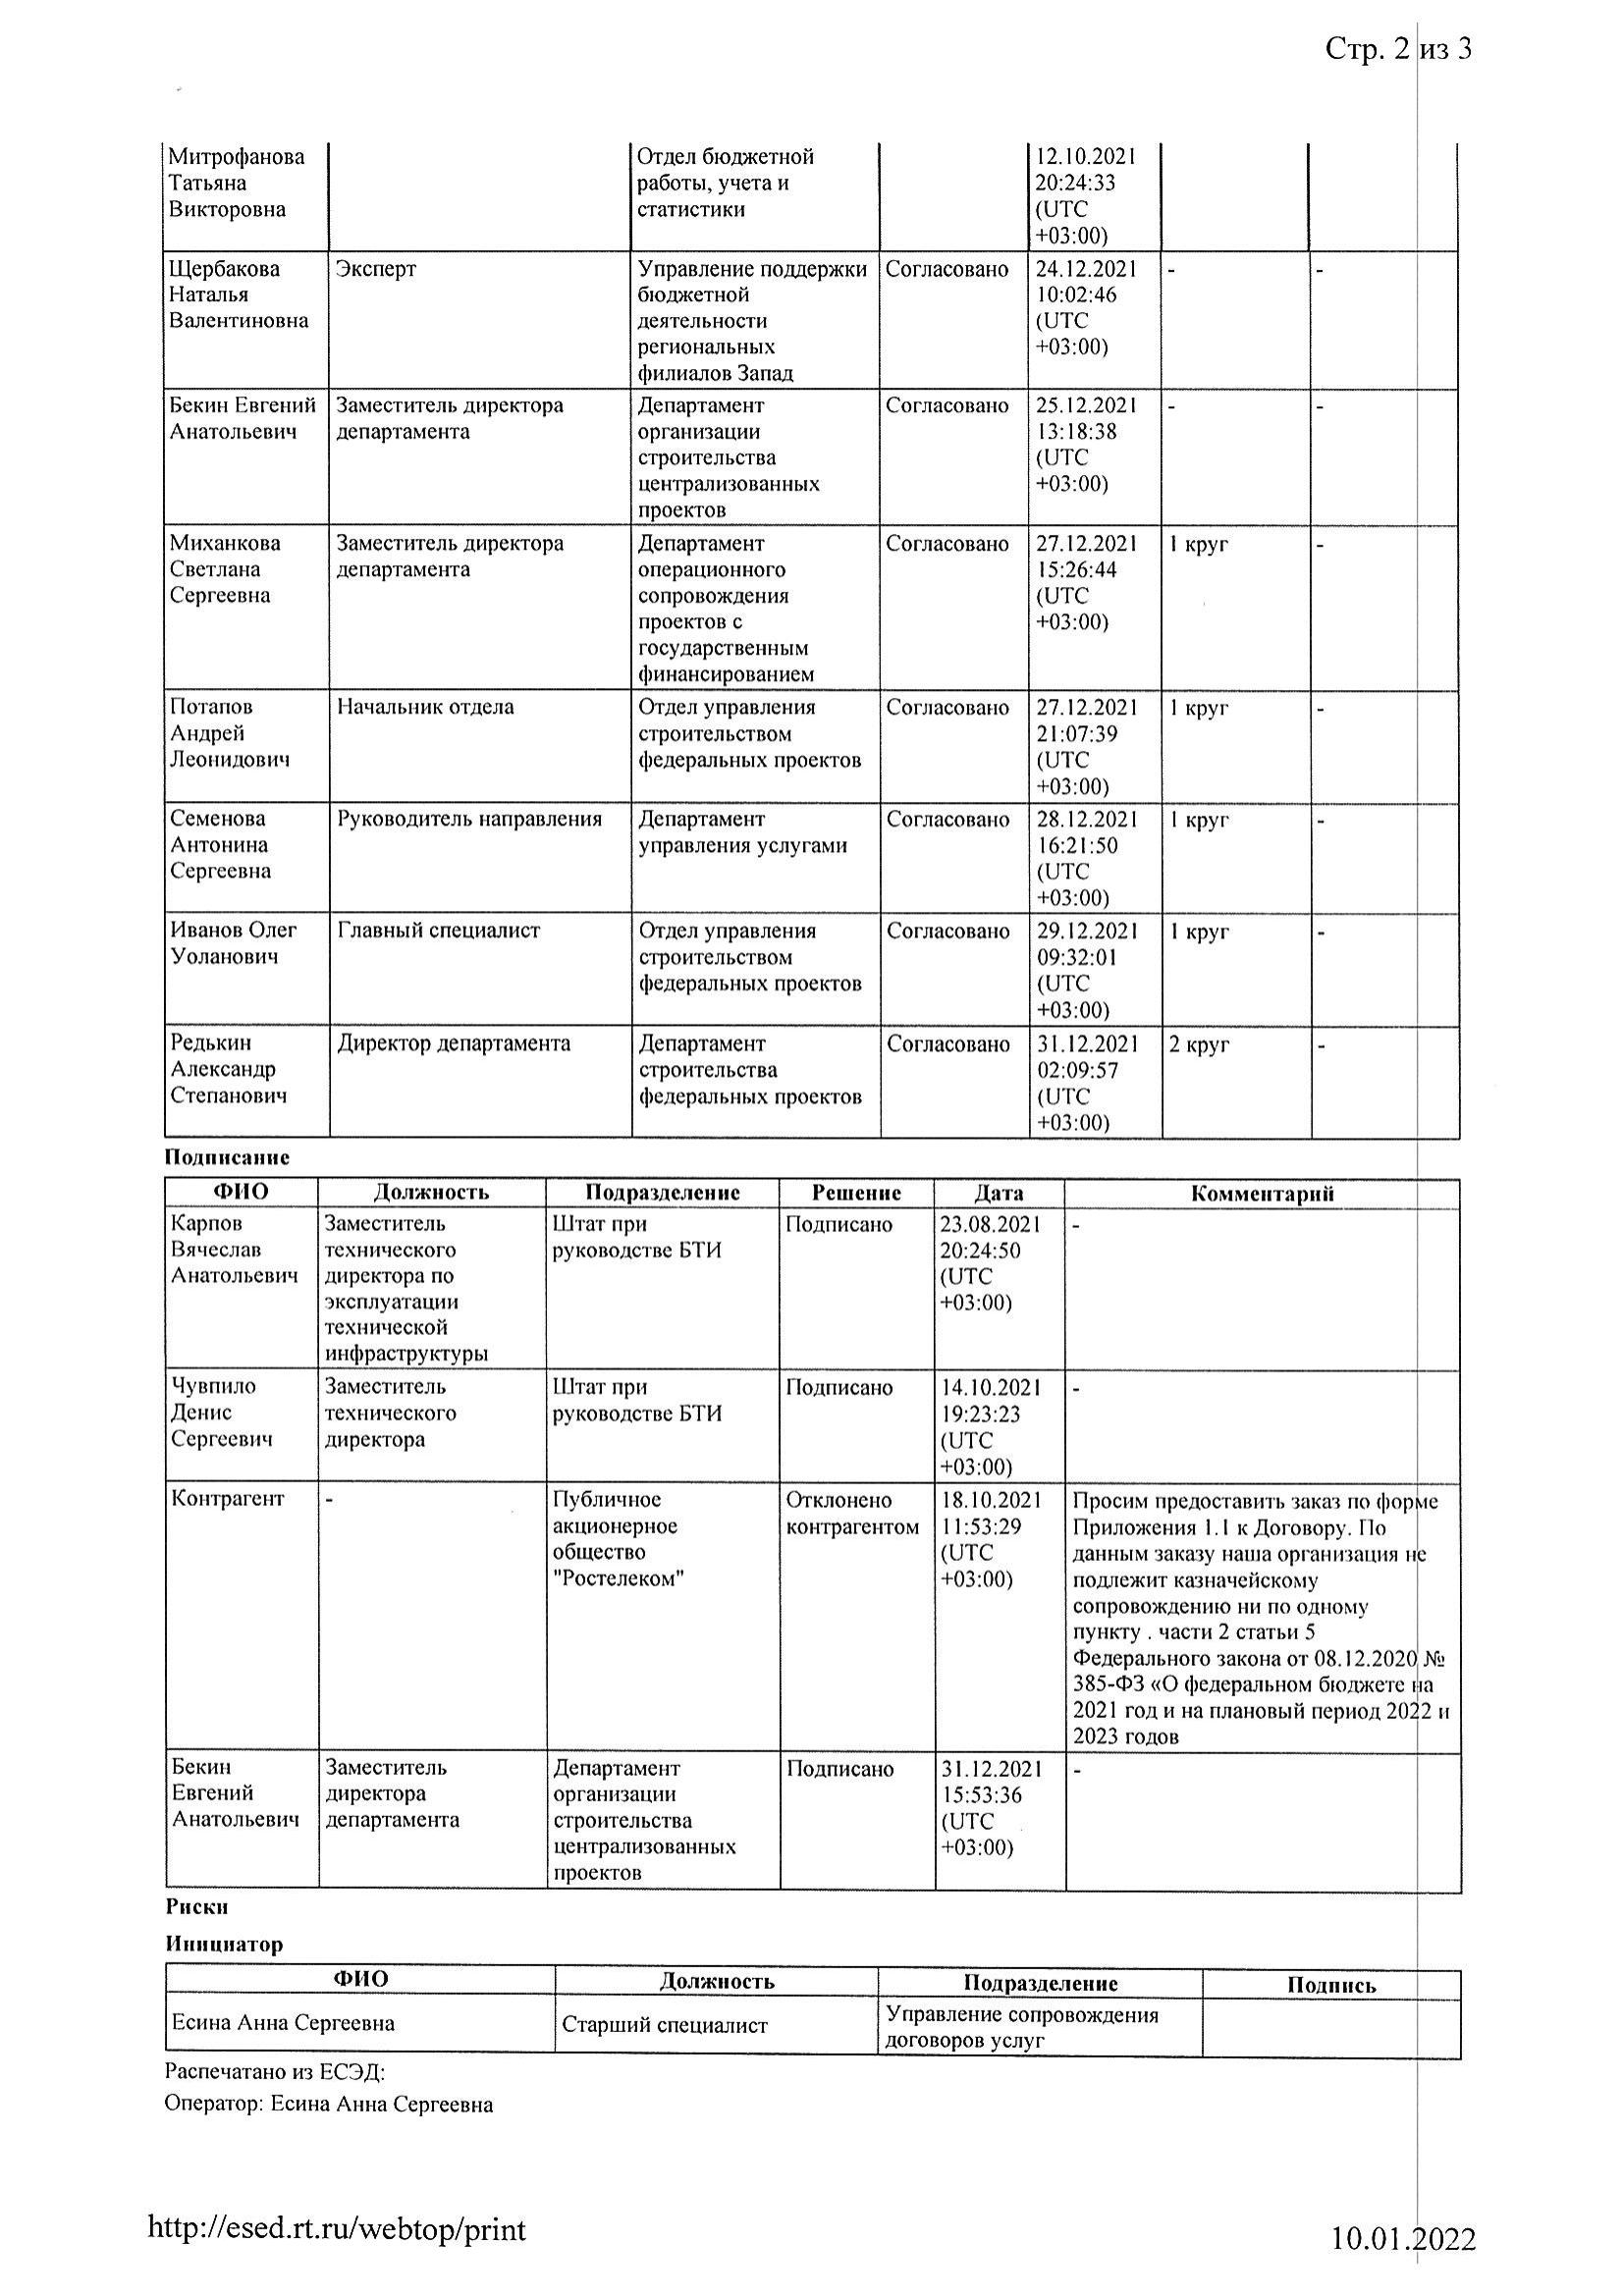 Стр. 2 из 3
Митрофанова
Татьяна
Викторовна
Отдел бюджетной
работы, учета и
статистики
12.10.2021
20:24:33
(UTC
+03:00)
Щербакова
Наталья
Валентиновна
Эксперт
Управление поддержки
бюджетной
деятельности
региональных
филиалов Запад
Согласовано
24.12.2021
10:02:46
(UTC
+03:00)
-
-
Бекин Евгений
Анатольевич
Заместитель директора
департамента
Департамент
организации
строительства
централизованных
проектов
Согласовано
25.12.2021
13:18:38
(UTC
+03:00)
-
-
Миханкова
Светлана
Сергеевна
Заместитель директора
департамента
Департамент
операционного
сопровождения
проектов с
государственным
финансированием
Согласовано
27.12.2021
15:26:44
(UTC
+03:00)
1 круг
-
Потапов
Андрей
Леонидович
Начальник отдела
Отдел управления
строительством
федеральных проектов
Согласовано
27.12.2021
21:07:39
(UTC
+03:00)
1 круг
-
Семенова
Антонина
Сергеевна
Руководитель направления
Департамент
управления услугами
Согласовано
28.12.2021
16:21:50
(UTC
+03:00)
1 круг
-
Иванов Олег
Уоланович
Главный специалист
Отдел управления
строительством
федеральных проектов
Согласовано
29.12.2021
09:32:01
(UTC
+03:00)
1 круг
-
Редькин
Александр
Степанович
Директор департамента
Департамент
строительства
федеральных проектов
Согласовано
31.12.2021
02:09:57
(UTC
+03:00)
2 круг
-
Подписание
ФИО
Должность
Подразделение
Решение
Дата
Комментарий
Карпов
Вячеслав
Анатольевич
Заместитель
технического
директора по
эксплуатации
технической
инфраструктуры
Штат при
руководстве БТИ
Подписано
23.08.2021
20:24:50
(UTC
+03:00)
-
Чувпило
Денис
Сергеевич
Заместитель
технического
директора
Штат при
руководстве БТИ
Подписано
14.10.2021
19:23:23
(UTC
+03:00)
-
Контрагент
-
Публичное
акционерное
общество
"Ростелеком"
Отклонено
контрагентом
18.10.2021
11:53:29
(UTC
+03:00)
Просим предоставить заказ по форме
Приложения 1.1 к Договору. По
данным заказу наша организация не
подлежит казначейскому
сопровождению ни по одному
пункту . части 2 статьи 5
Федерального закона от 08.12.2020 №
385-ФЗ «О федеральном бюджете на
2021 год и на плановый период 2022 и
2023 годов
Бекин
Евгений
Анатольевич
Заместитель
директора
департамента
Департамент
организации
строительства
централизованных
проектов
Подписано
31.12.2021
15:53:36
(UTC
+03:00)
-
Риски
Инициатор
ФИО
Должность
Подразделение
Подпись
Есина Анна Сергеевна
Старший специалист
Управление сопровождения
договоров услуг
Распечатано из ЕСЭД:
Оператор: Есина Анна Сергеевна
http://esed.rt.ru/webtop/print
10.01.2022